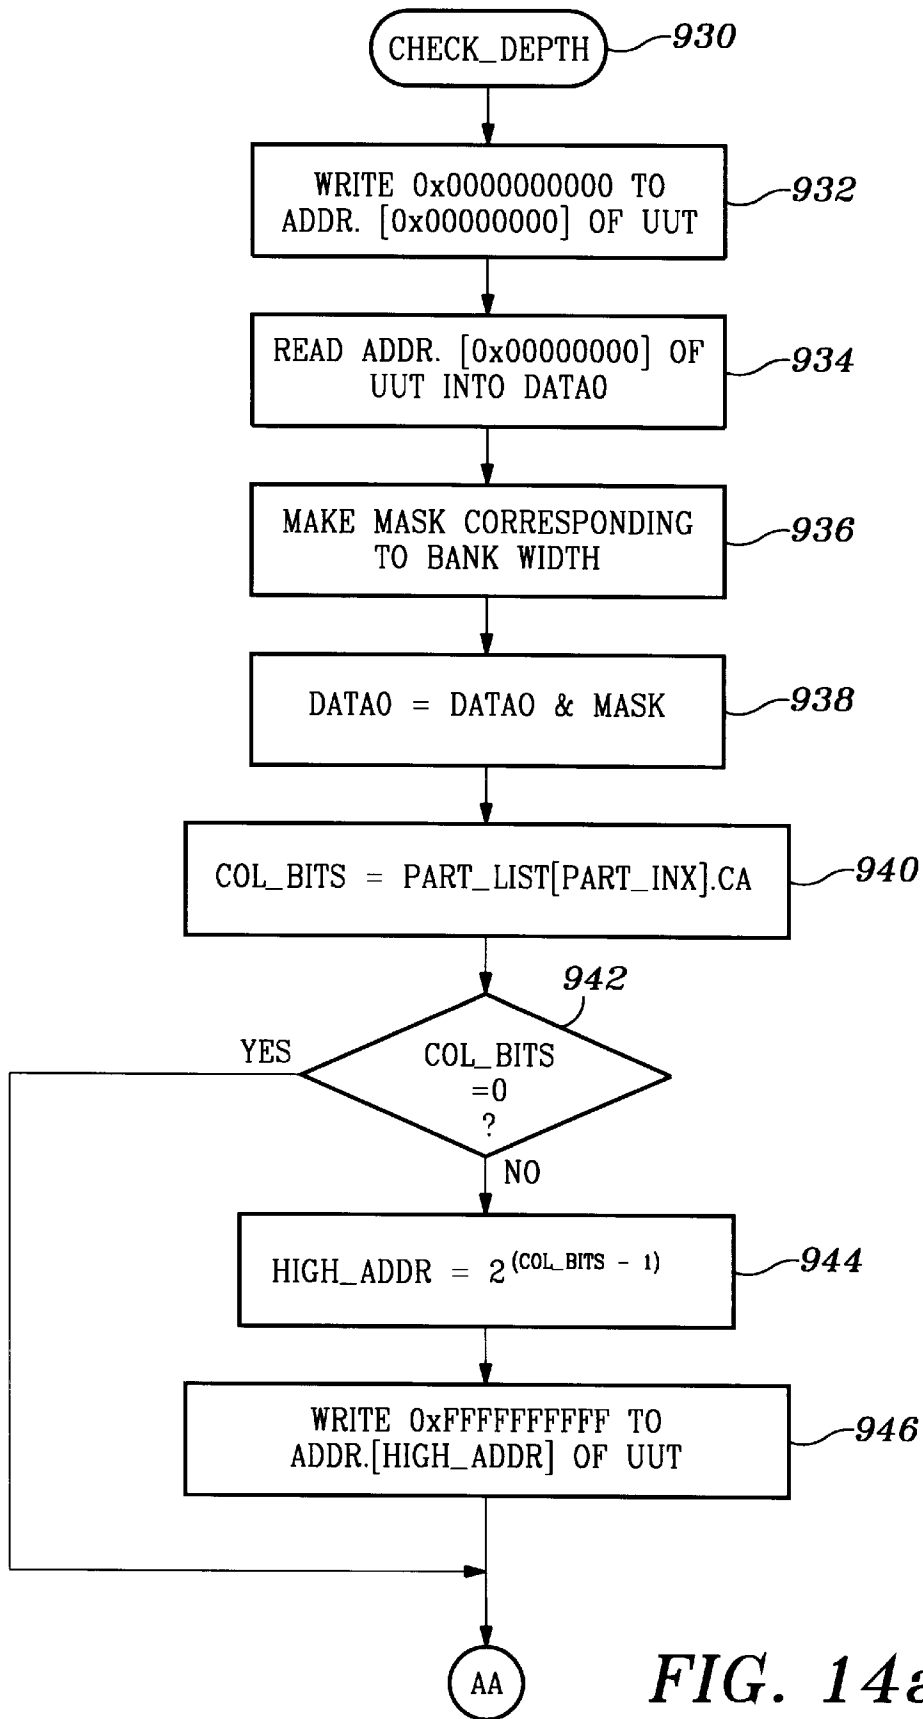 CHECK_DEPTH
930
WRITE 0x0000000000 TO
ADDR. [0x00000000] OF UUT
932
READ ADDR. [0x00000000] OF
UUT INTO DATA0
934
MAKE MASK CORRESPONDING
TO BANK WIDTH
936
DATA0 = DATA0 & MASK
938
COL_BITS = PART_LIST[PART_INX].CA
940
942
YES
COL_BITS
=0
?
NO
HIGH_ADDR = 2^(COL_BITS - 1)
944
WRITE 0xFFFFFFFFFF TO
ADDR.[HIGH_ADDR] OF UUT
946
AA
FIG. 14a